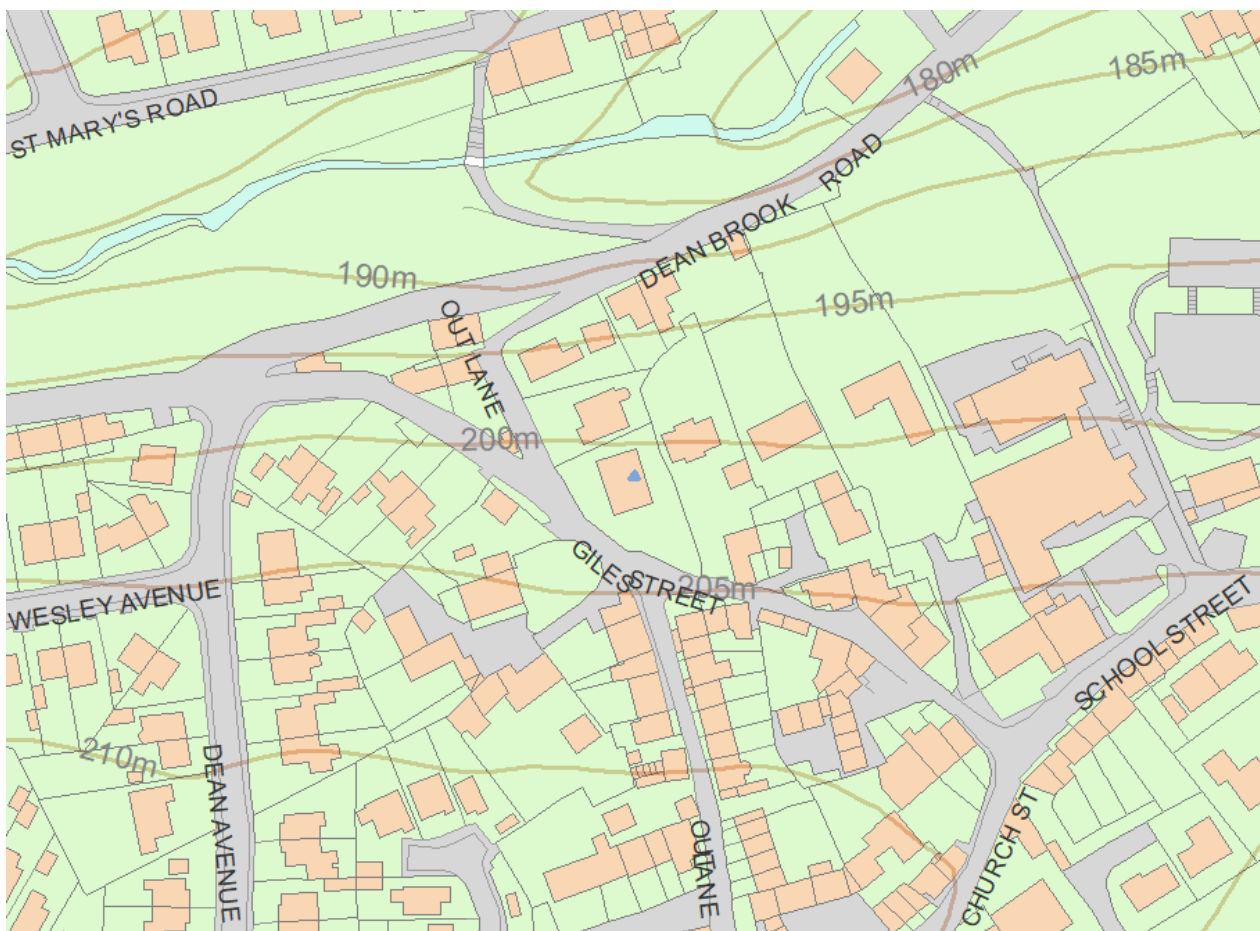 180m
185m
ST MARY'S ROAD
DEAN BROOK ROAD
190m
195m
OUT LANE
200m
GILES STREET
205m
WESLEY AVENUE
SCHOOL STREET
210m
DEAN AVENUE
OUT LANE
CHURCH ST